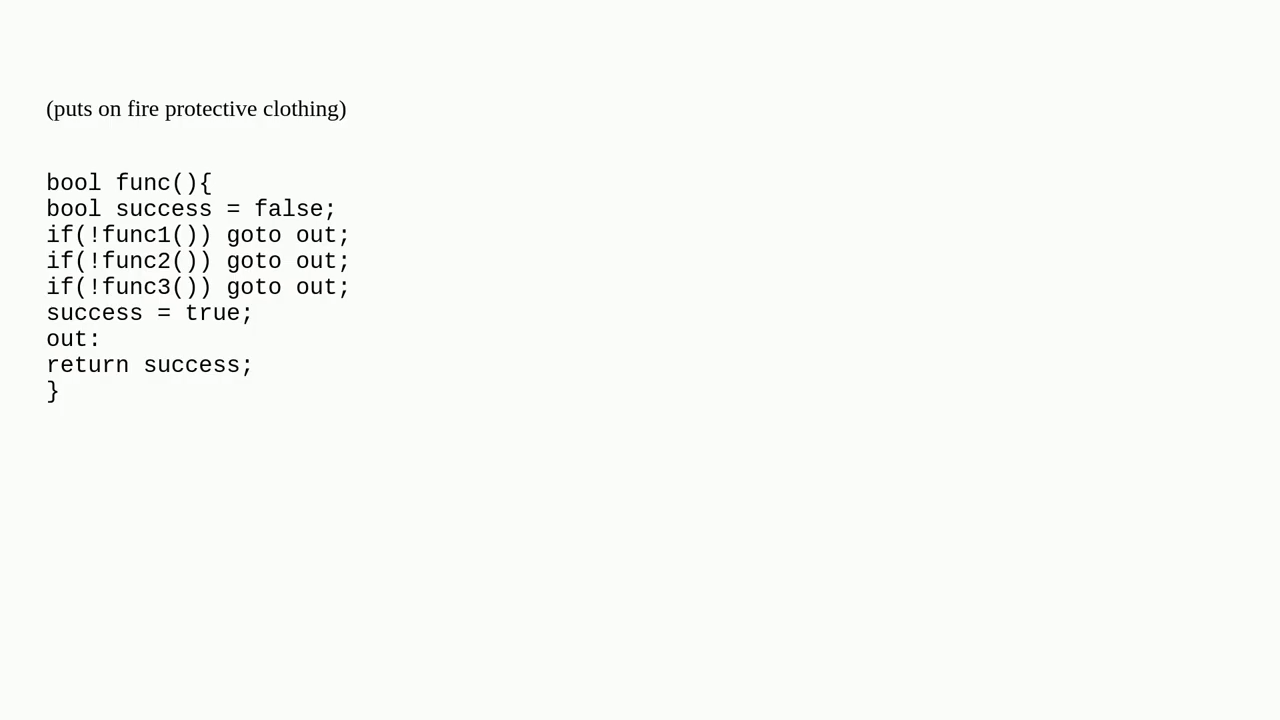 (puts on fire protective clothing)
bool func(){
bool success = false;
if(!func1()) goto out;
if(!func2()) goto out;
if(!func3()) goto out;
success = true;
out:
return success;
}